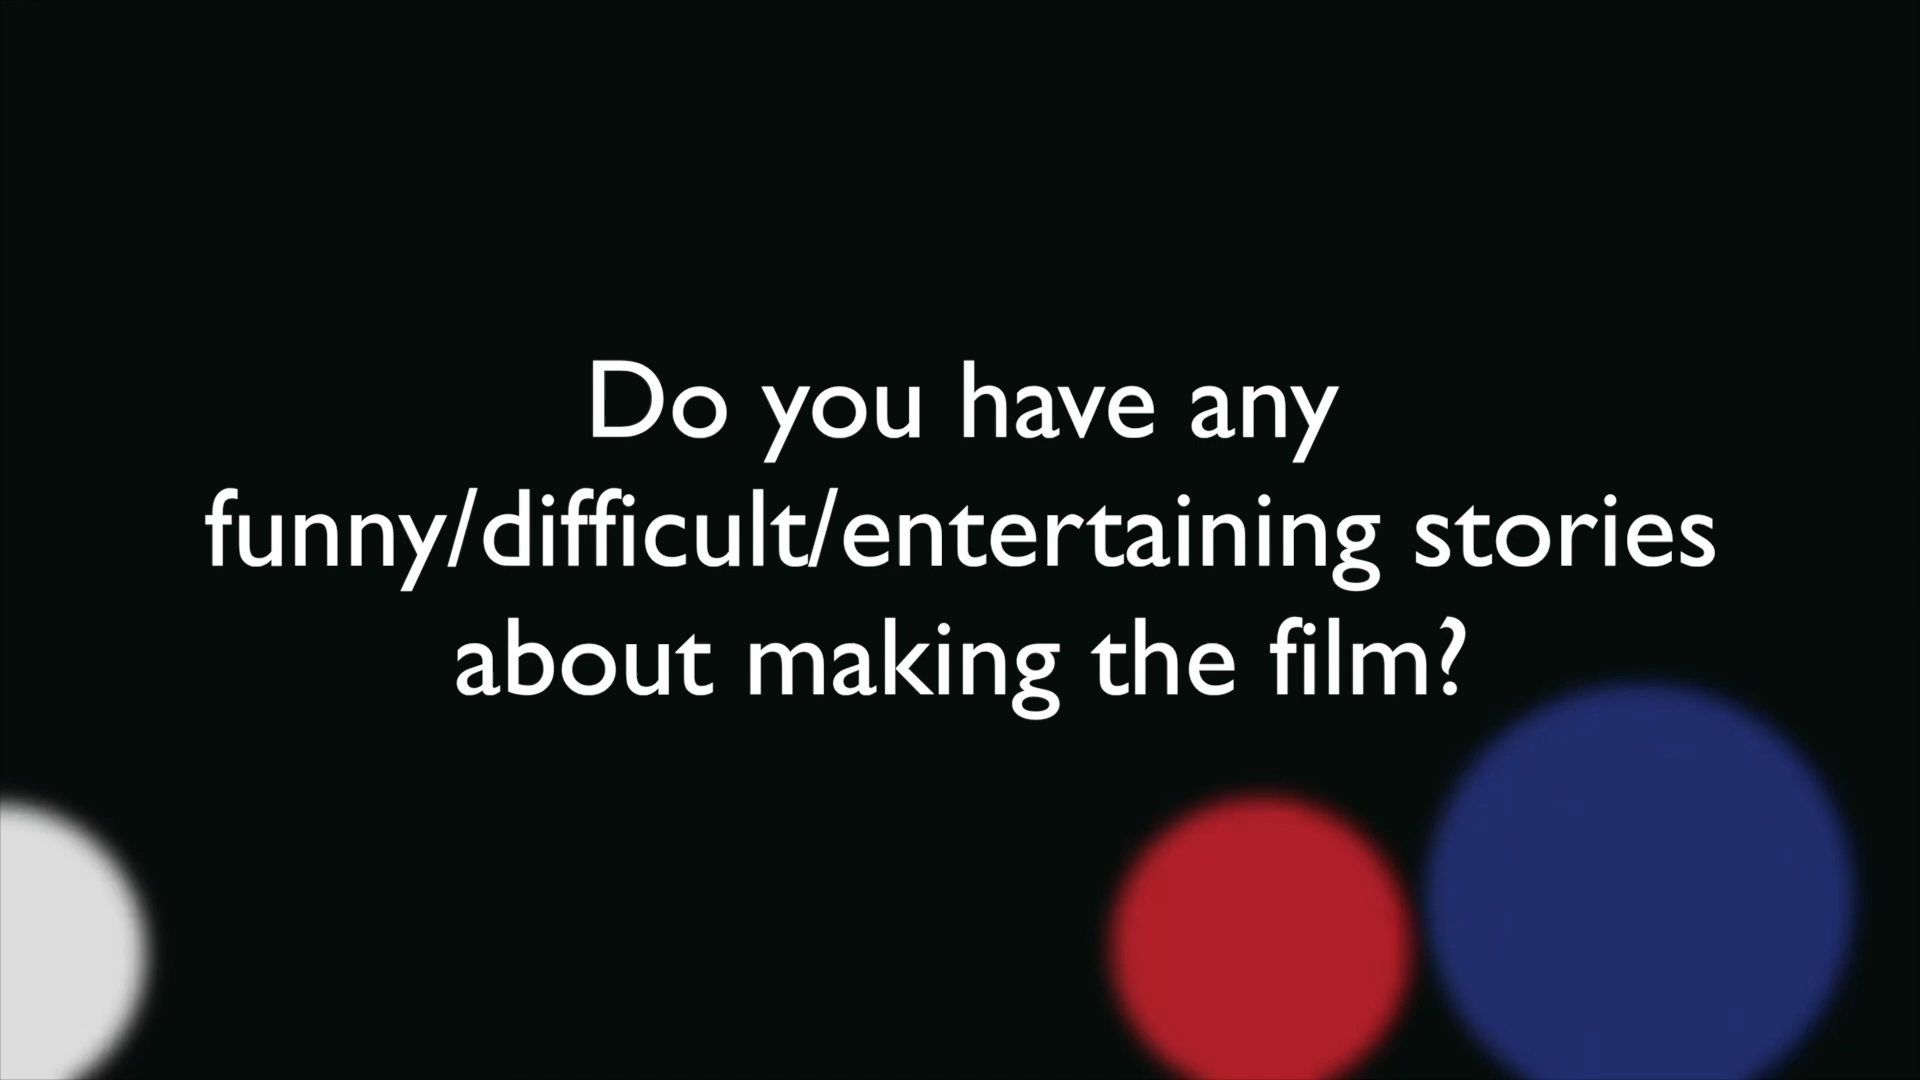 Do you have any
funny/difficult/entertaining stories
about making the film?